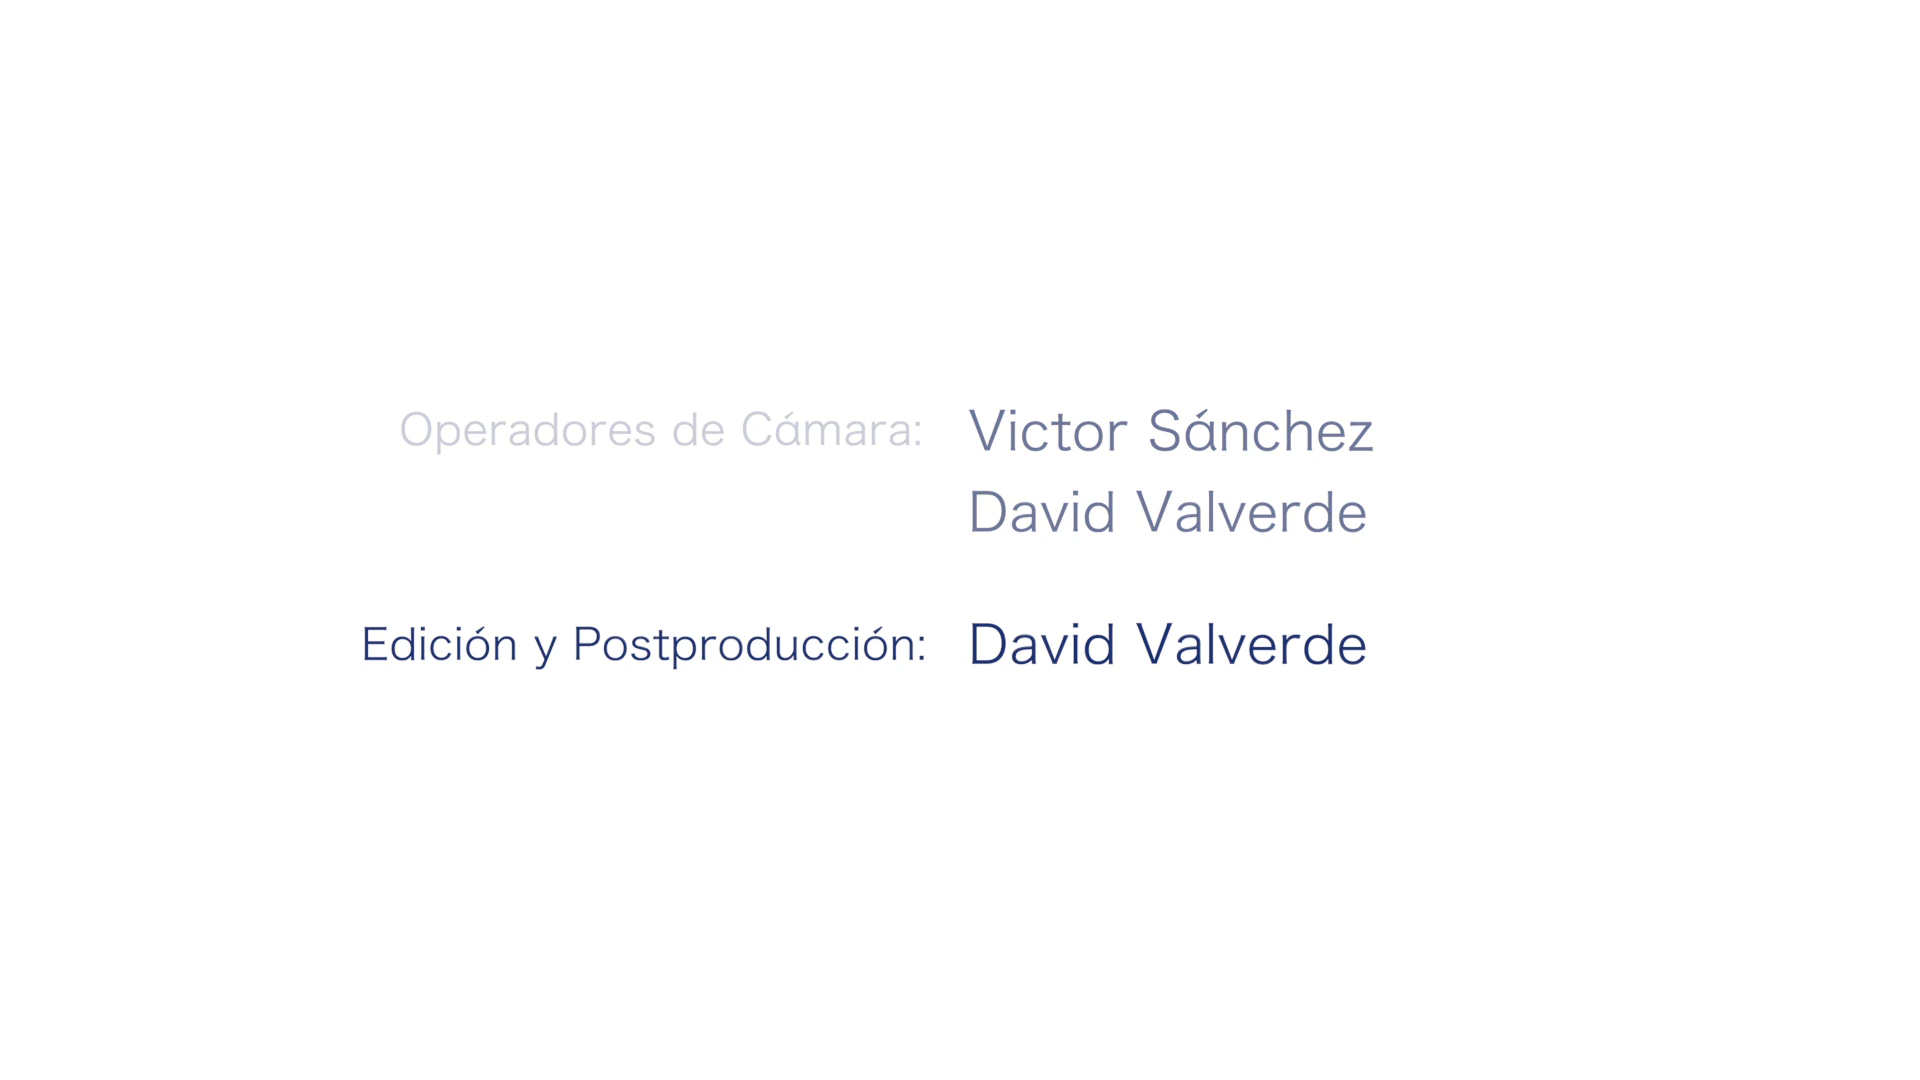 Operadores de Cámara: Victor Sánchez
David Valverde
Edición y Postproducción: David Valverde